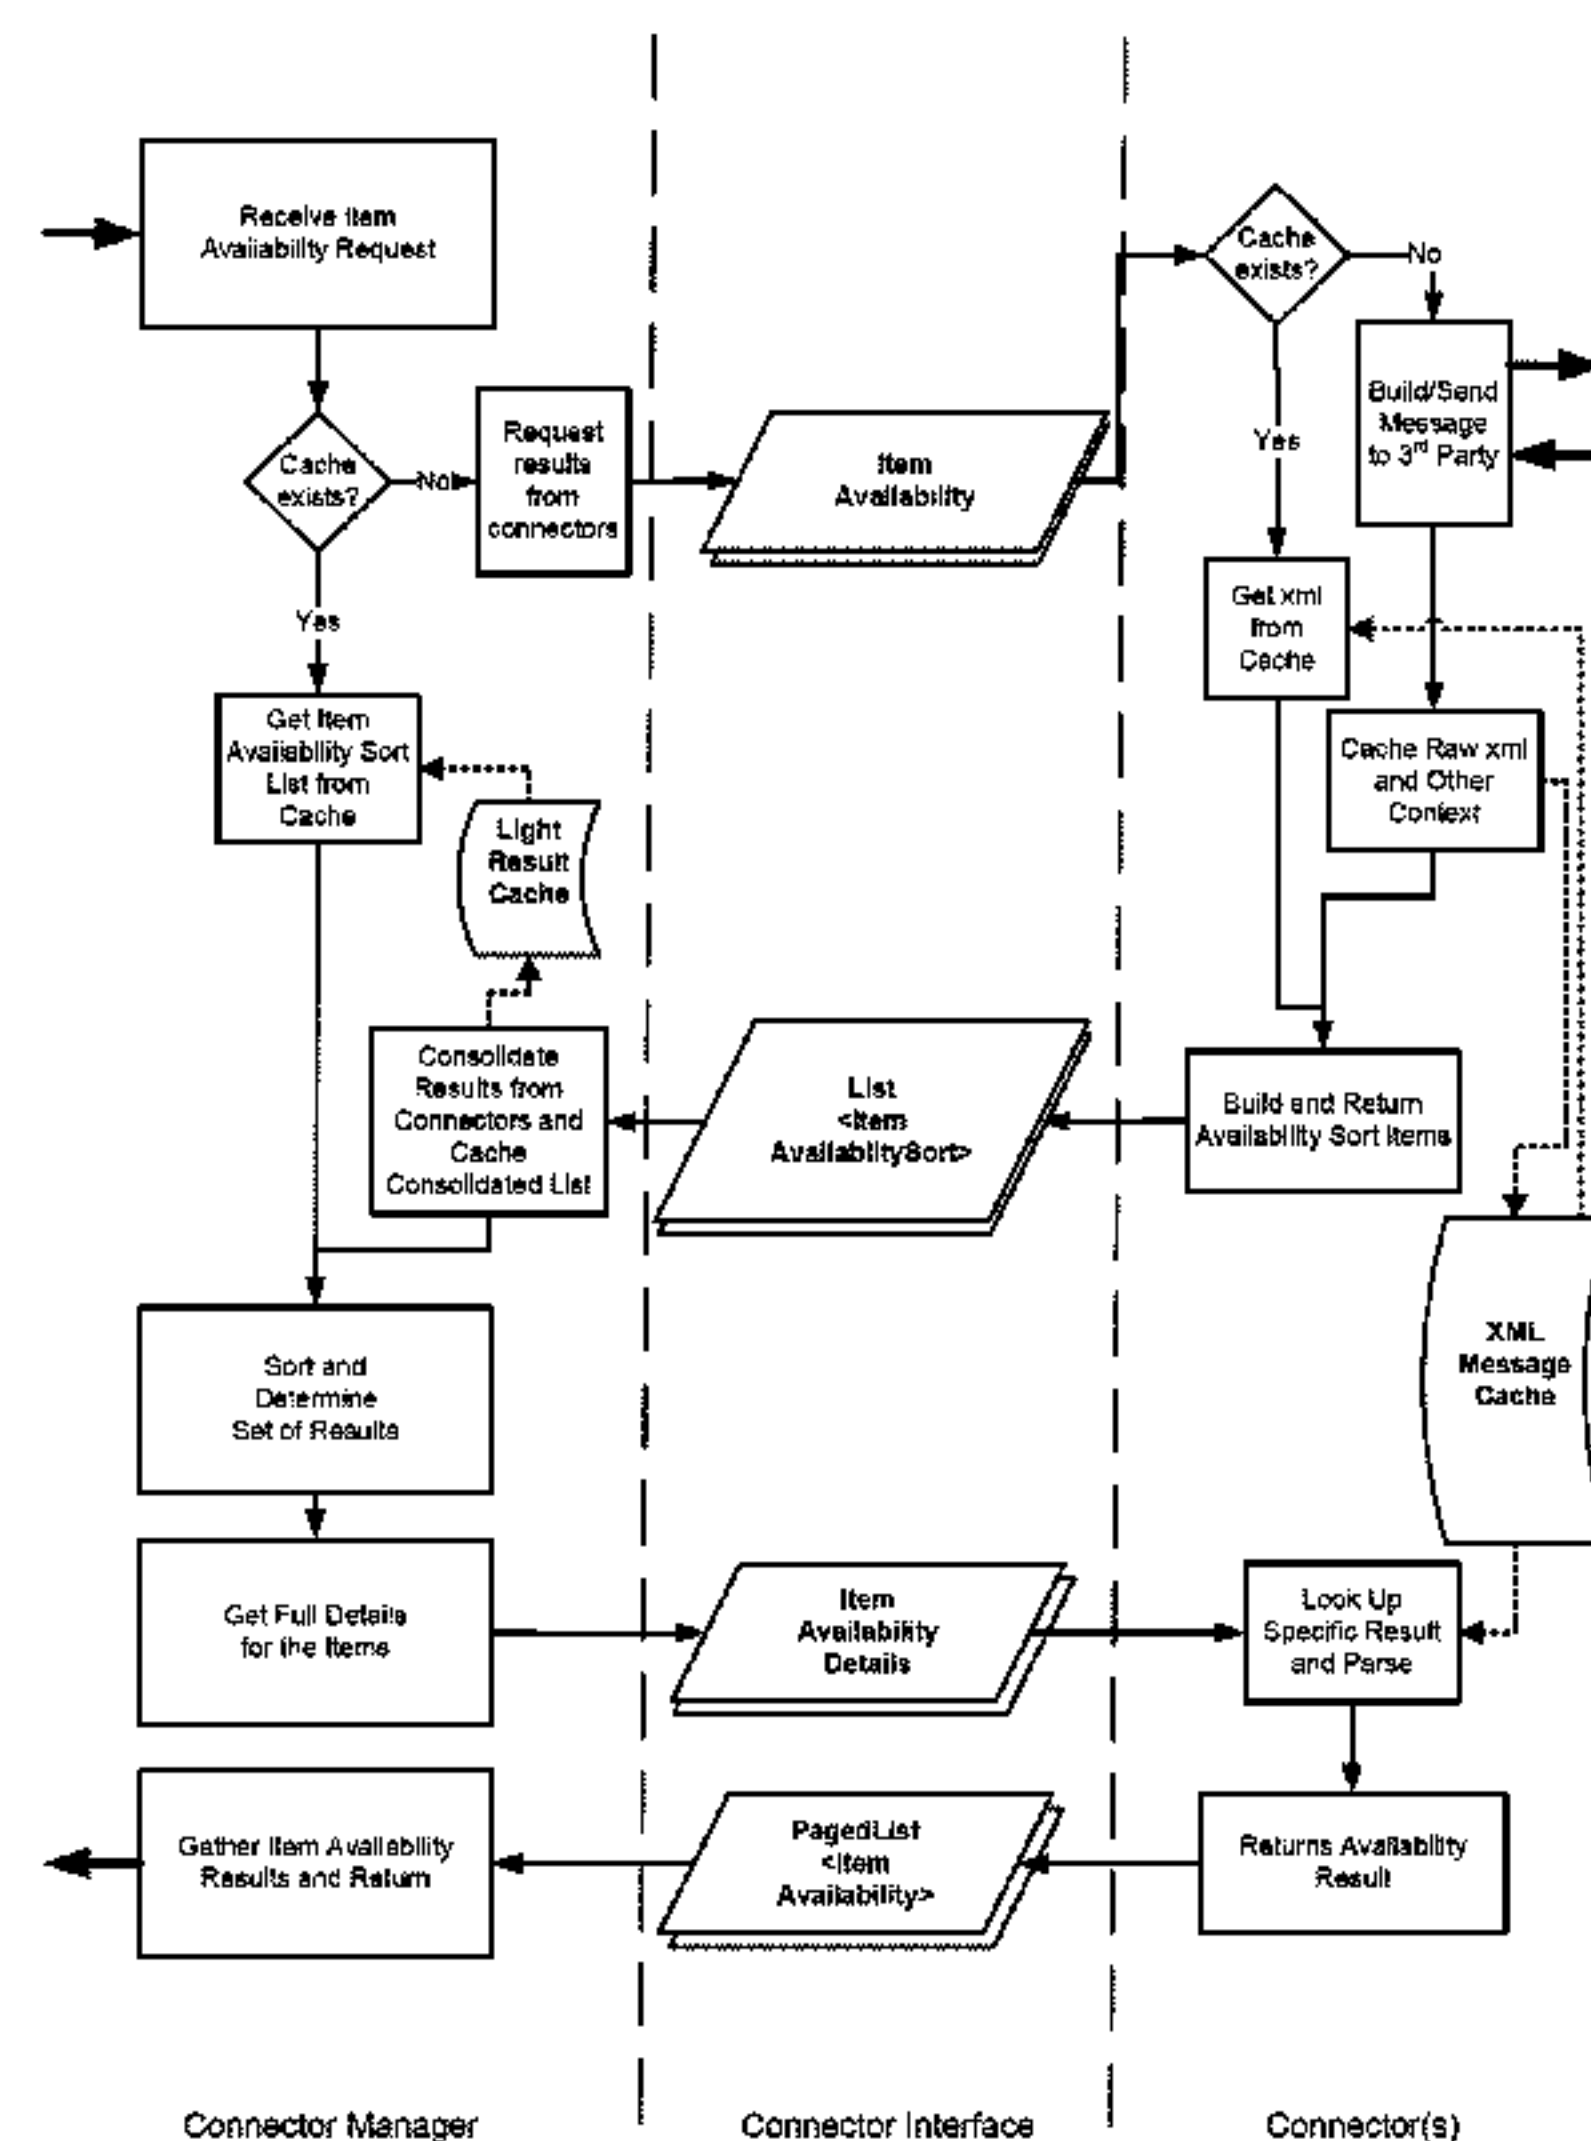 Receive Item
Availability Request
Cache
exists?
No
Request
results
from
connectors
Yes
Get Item
Availability Sort
List from
Cache
Light
Result
Cache
Consolidate
Results from
Connectors and
Cache
Consolidated List
Sort and
Determine
Set of Results
Get Full Details
for the Items
Gather Item Availability
Results and Return
Connector Manager
Item
Availability
List
<Item
AvailabilitySort>
Item
Availability
Details
PagedList
<Item
Availability>
Connector Interface
Cache
exists?
No
Build/Send
Message
to 3rd Party
Yes
Get xml
from
Cache
Cache Raw xml
and Other
Context
Build and Return
Availability Sort Items
XML
Message
Cache
Look Up
Specific Result
and Parse
Returns Availability
Result
Connector(s)